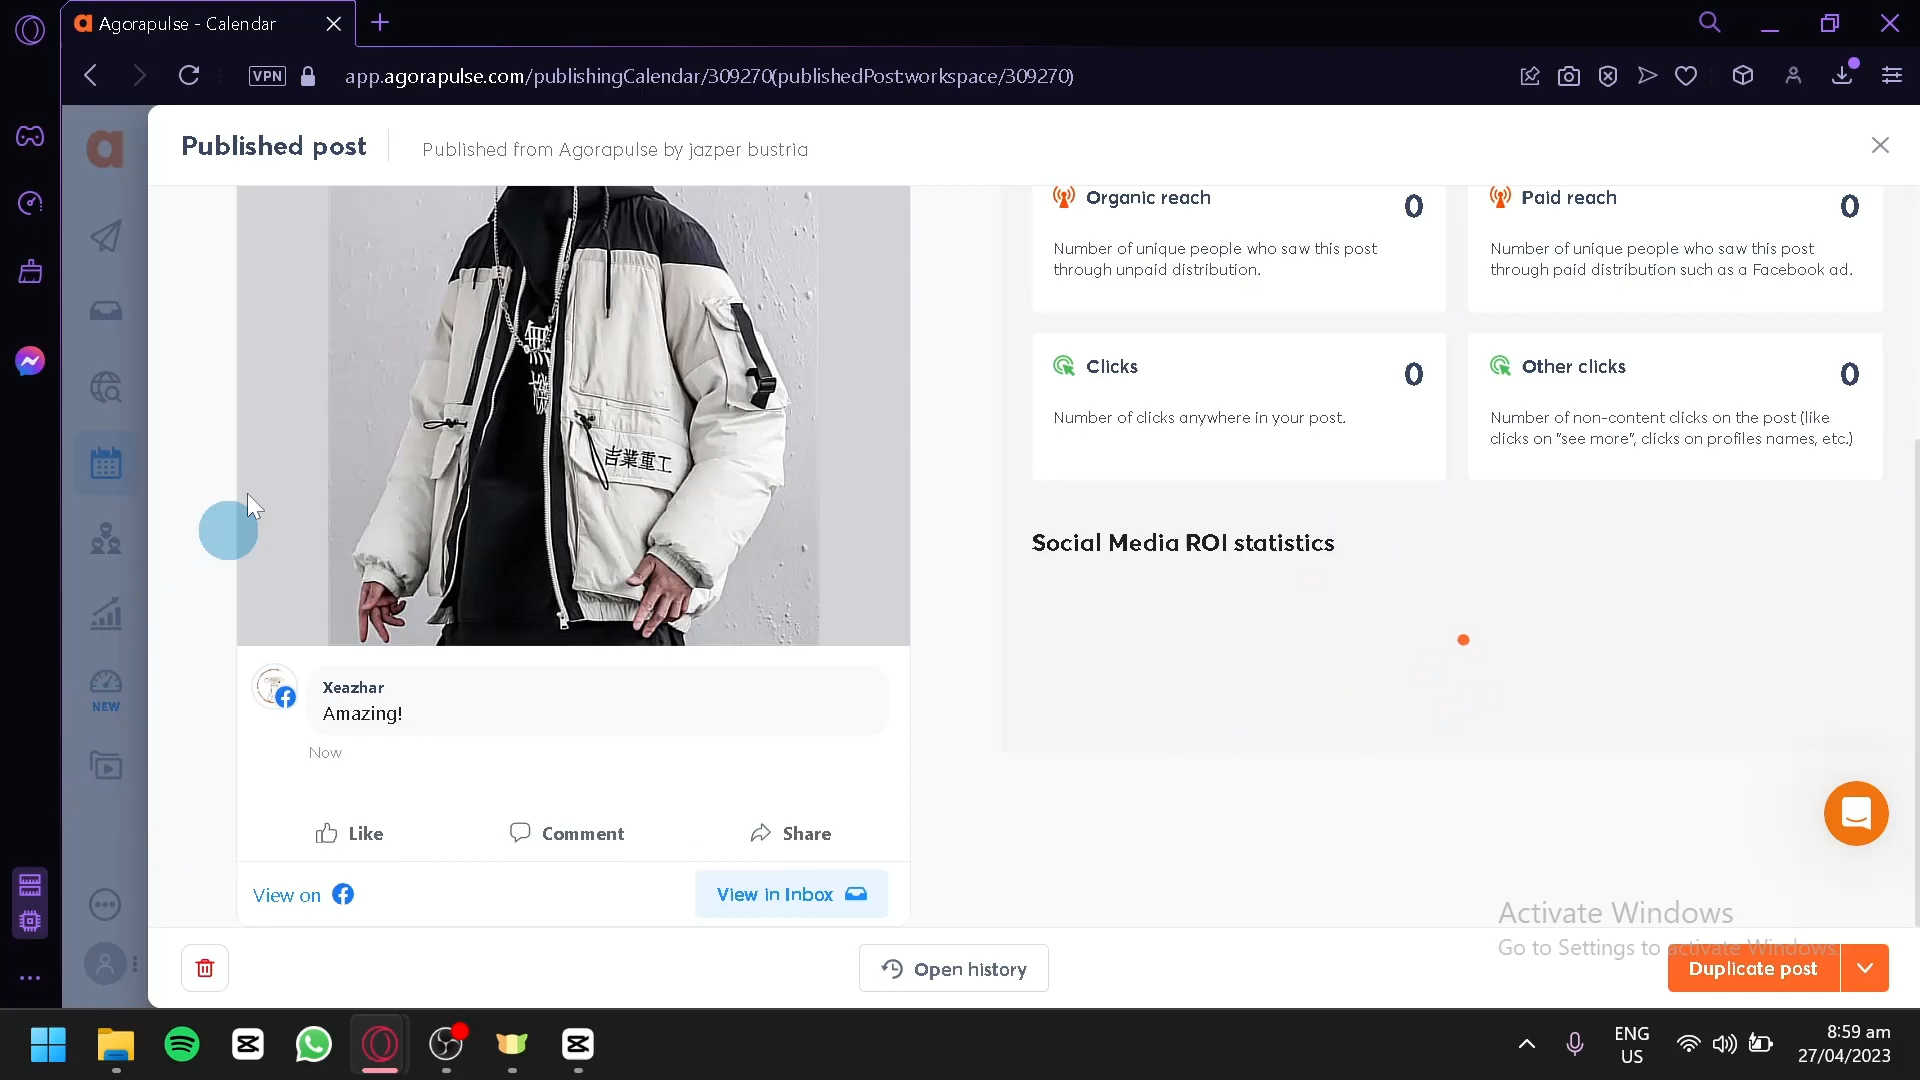 Agorapulse - Calendar
VPN
app.agorapulse.com/publishingCalendar/309270(publishedPost:workspace/309270)
Published post
Published from Agorapulse by jazper bustria
Organic reach
0
Number of unique people who saw this post
through unpaid distribution.
Paid reach
0
Number of unique people who saw this post
through paid distribution such as a Facebook ad.
Clicks
0
Number of clicks anywhere in your post.
Other clicks
0
Number of non-content clicks on the post (like
clicks on "see more", clicks on profiles names, etc.)
Social Media ROI statistics
吉業重工
NEW
Xeazhar
Amazing!
Now
Like
Comment
Share
View on
View in Inbox
Open history
Activate Windows
Go to Settings to activate Windows.
Duplicate post
ENG
US
8:59 am
27/04/2023